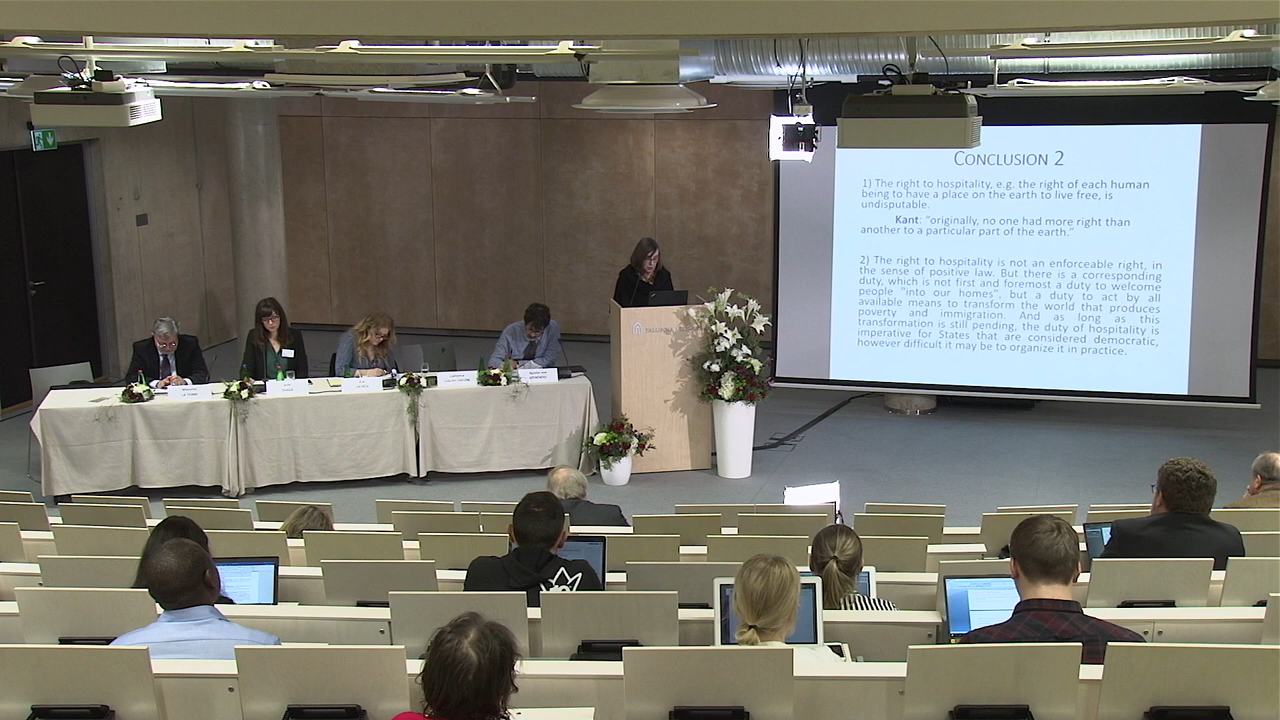 CONCLUSION 2
1) The right to hospitality, e.g. the right of each human
being to have a place on the earth to live free, is
undisputable.
Kant: "originally, no one had more right than
another to a particular part of the earth."
2) The right to hospitality is not an enforceable right, in
the sense of positive law. But there is a corresponding
duty, which is not first and foremost a duty to welcome
people "into our homes", but a duty to act by all
available means to transform the world that produces
poverty and immigration. And as long as this
transformation is still pending, the duty of hospitality is
imperative for States that are considered democratic,
however difficult it may be to organize it in practice.
TALLINNA